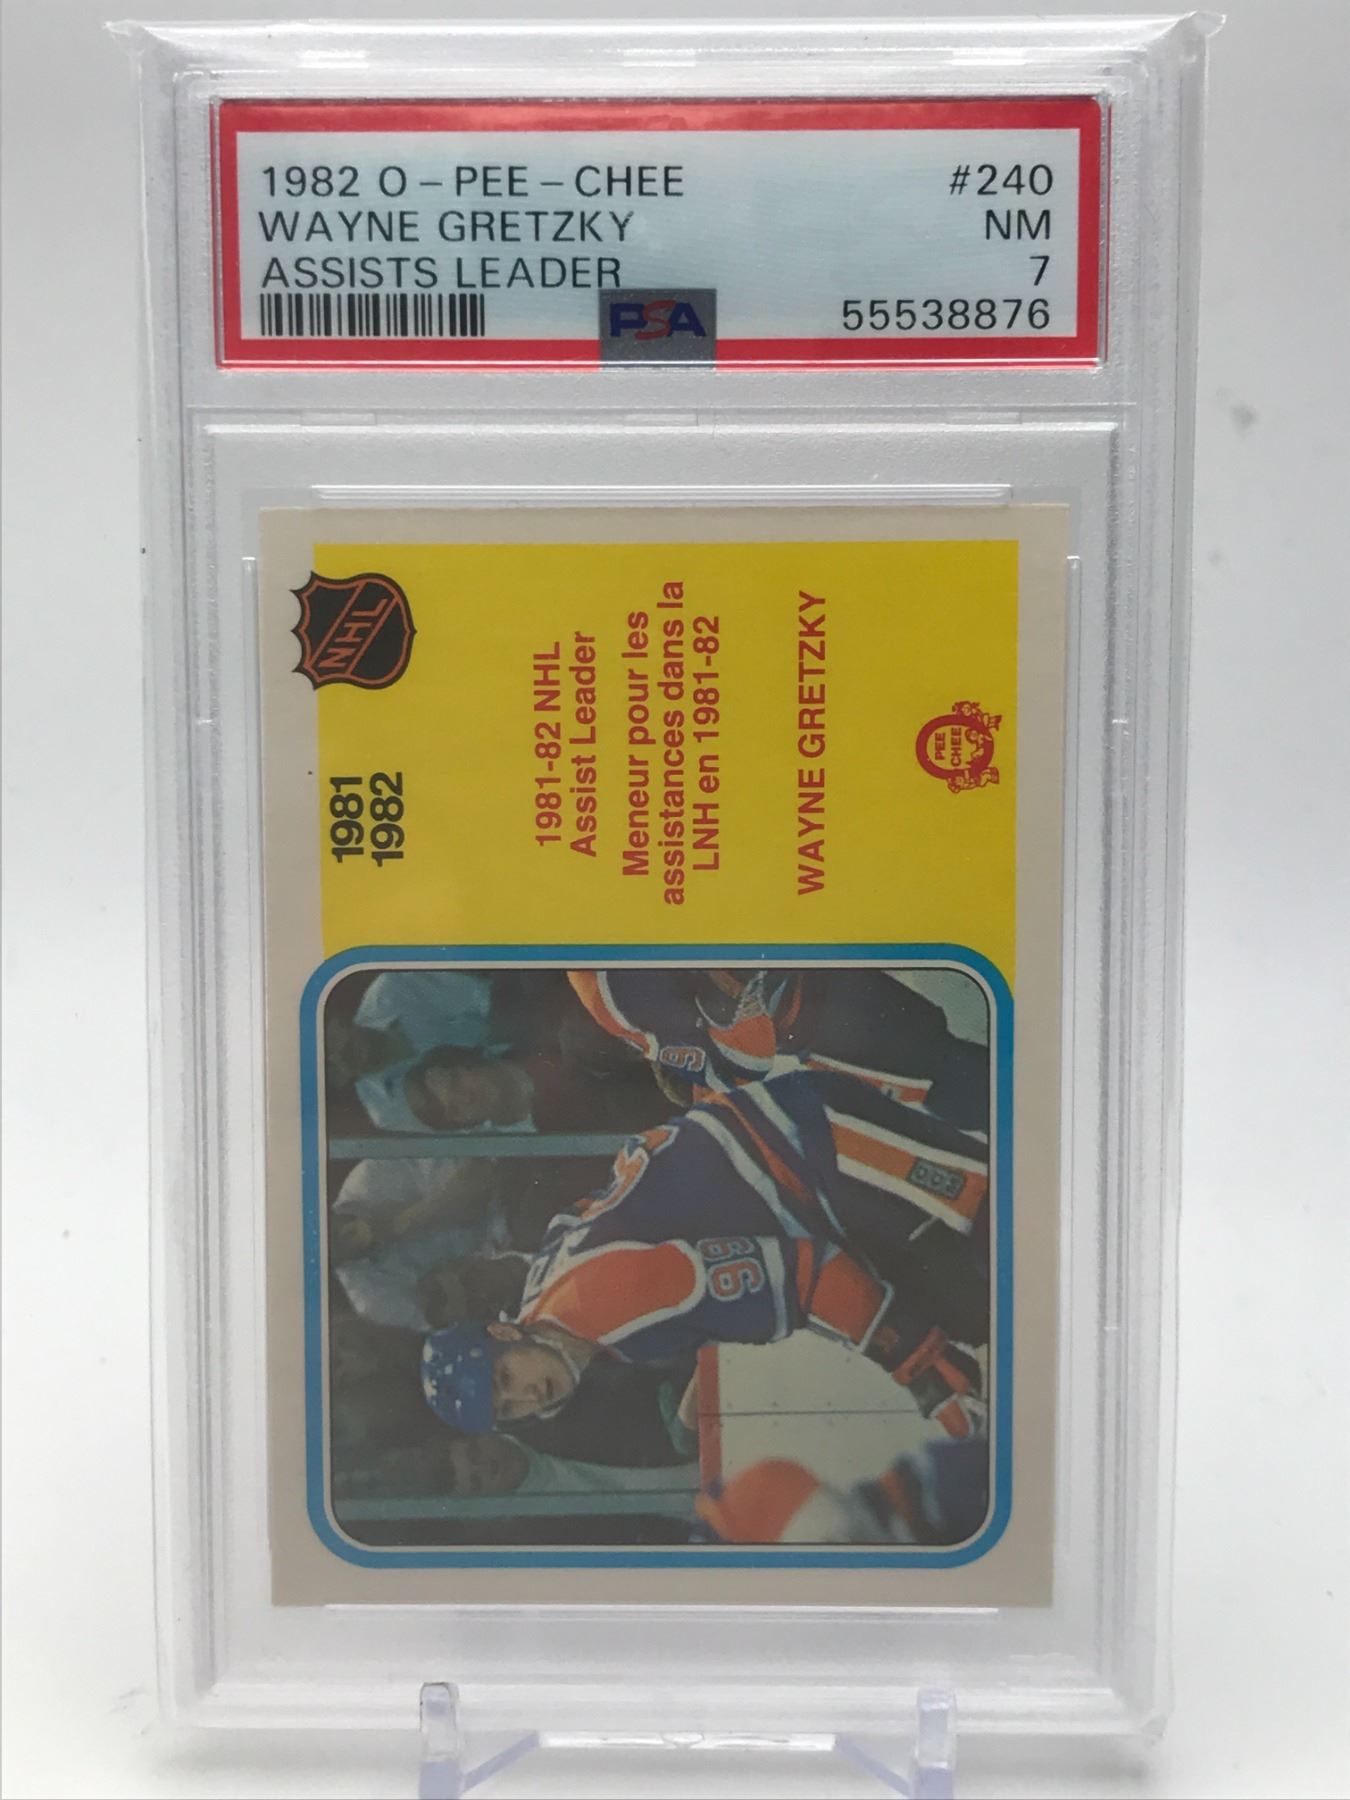 1982 O-PEE-CHEE #240
WAYNE GRETZKY NM
ASSISTS LEADER 7
PSA 55538876
NHL
1981
1982
1981-82 NHL
Assist Leader
Meneur pour les
assistances dans la
LNH en 1981-82
WAYNE GRETZKY
PEE
CHEE
99
9